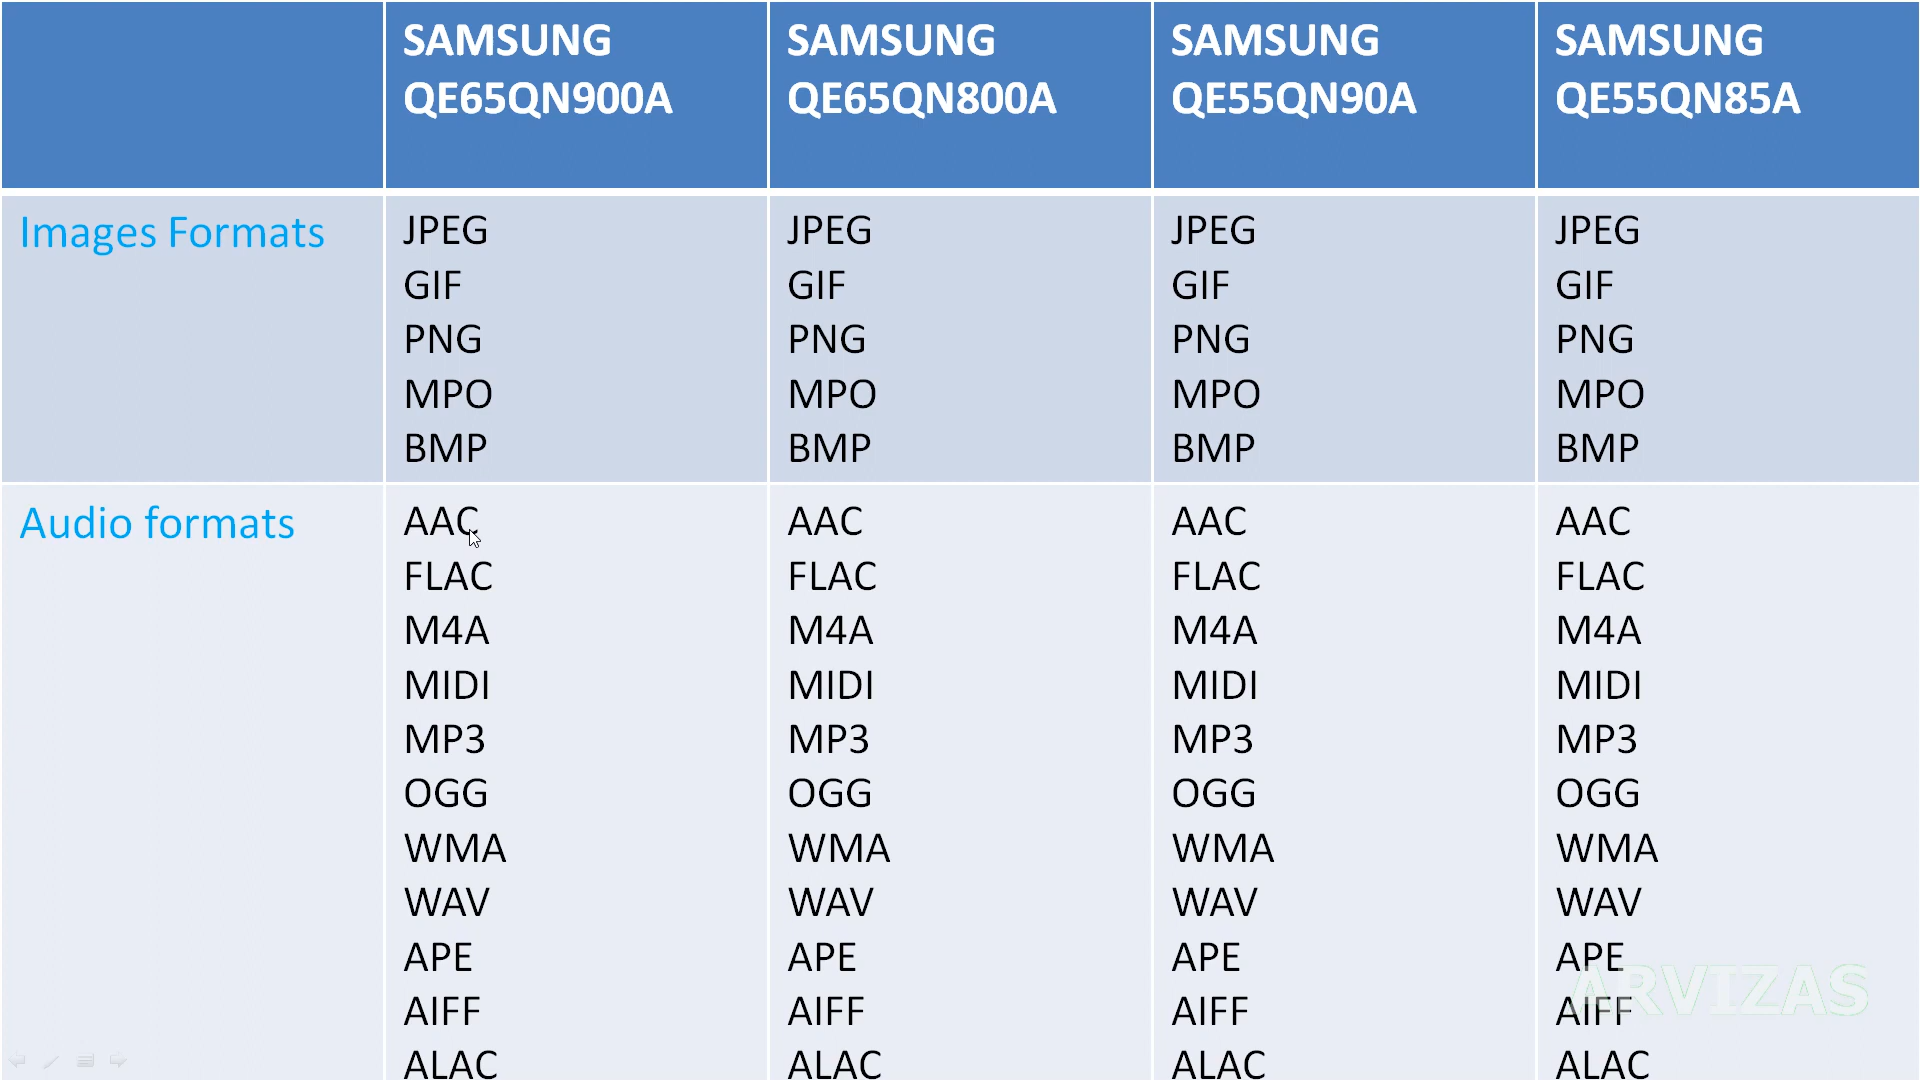 SAMSUNG QE65QN900A
SAMSUNG QE65QN800A
SAMSUNG QE55QN90A
SAMSUNG QE55QN85A
Images Formats
JPEG JPEG JPEG JPEG
GIF GIF GIF GIF
PNG PNG PNG PNG
MPO MPO MPO MPO
BMP BMP BMP BMP
Audio formats
AAC AAC AAC AAC
FLAC FLAC FLAC FLAC
M4A M4A M4A M4A
MIDI MIDI MIDI MIDI
MP3 MP3 MP3 MP3
OGG OGG OGG OGG
WMA WMA WMA WMA
WAV WAV WAV WAV
APE APE APE APE
AIFF AIFF AIFF AIFF
ALAC ALAC ALAC ALAC
ARVIZAS